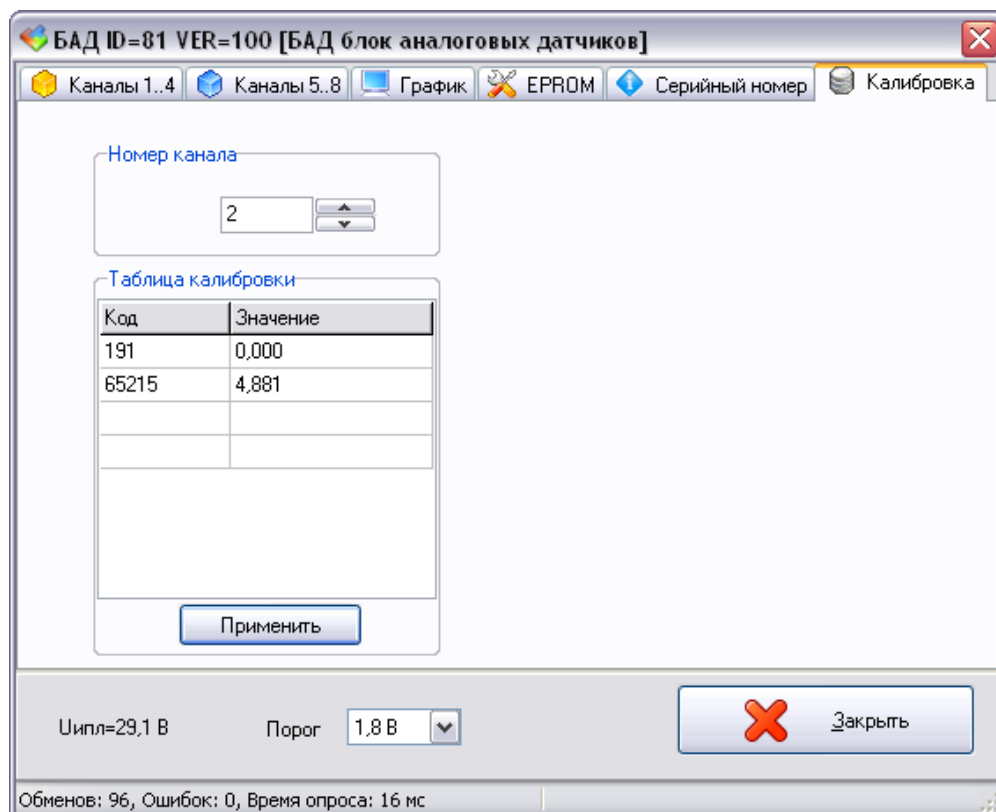 БАД ID=81 VER=100 [БАД блок аналоговых датчиков]
Каналы 1..4 Каналы 5..8 График EPROM Серийный номер Калибровка
Номер канала
2
Таблица калибровки
Код Значение
191 0,000
65215 4,881
Применить
Uипл=29,1 В Порог 1,8 В Закрыть
Обменов: 96, Ошибок: 0, Время опроса: 16 мс